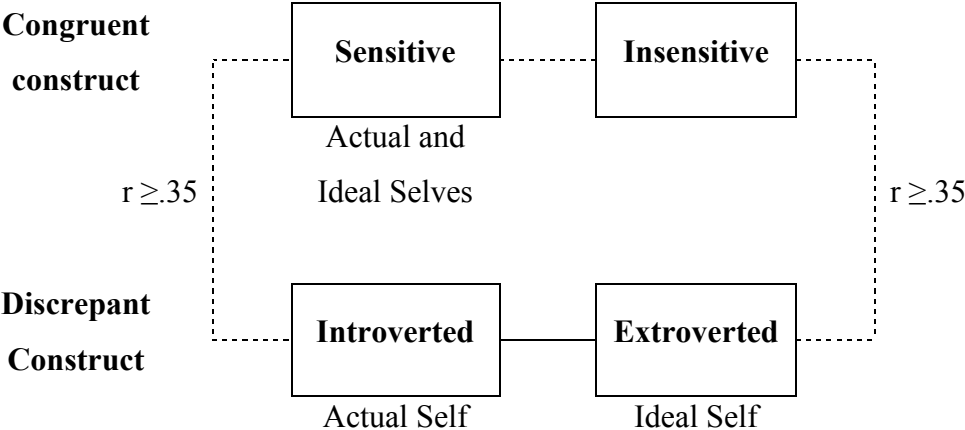 Congruent
construct
Sensitive
Insensitive
Actual and
Ideal Selves
r ≥.35
r ≥.35
Discrepant
Construct
Introverted
Extroverted
Actual Self
Ideal Self